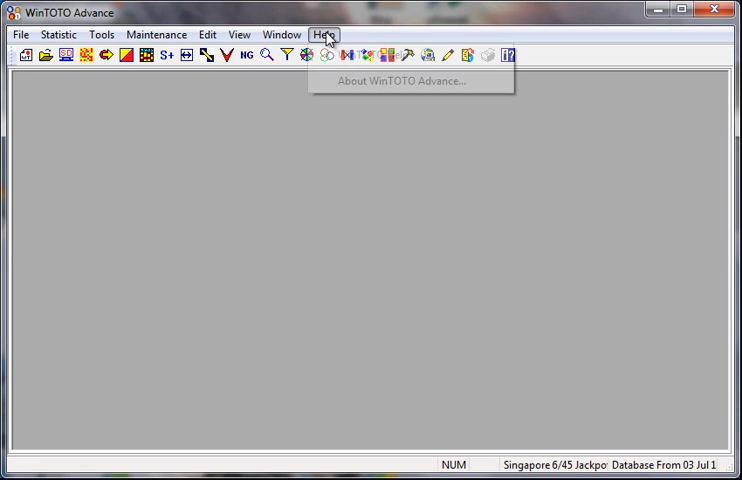 WinTOTO Advance
File Statistic Tools Maintenance Edit View Window Help
S+ NG
About WinTOTO Advance...
NUM Singapore 6/45 Jackpo Database From 03 Jul 1